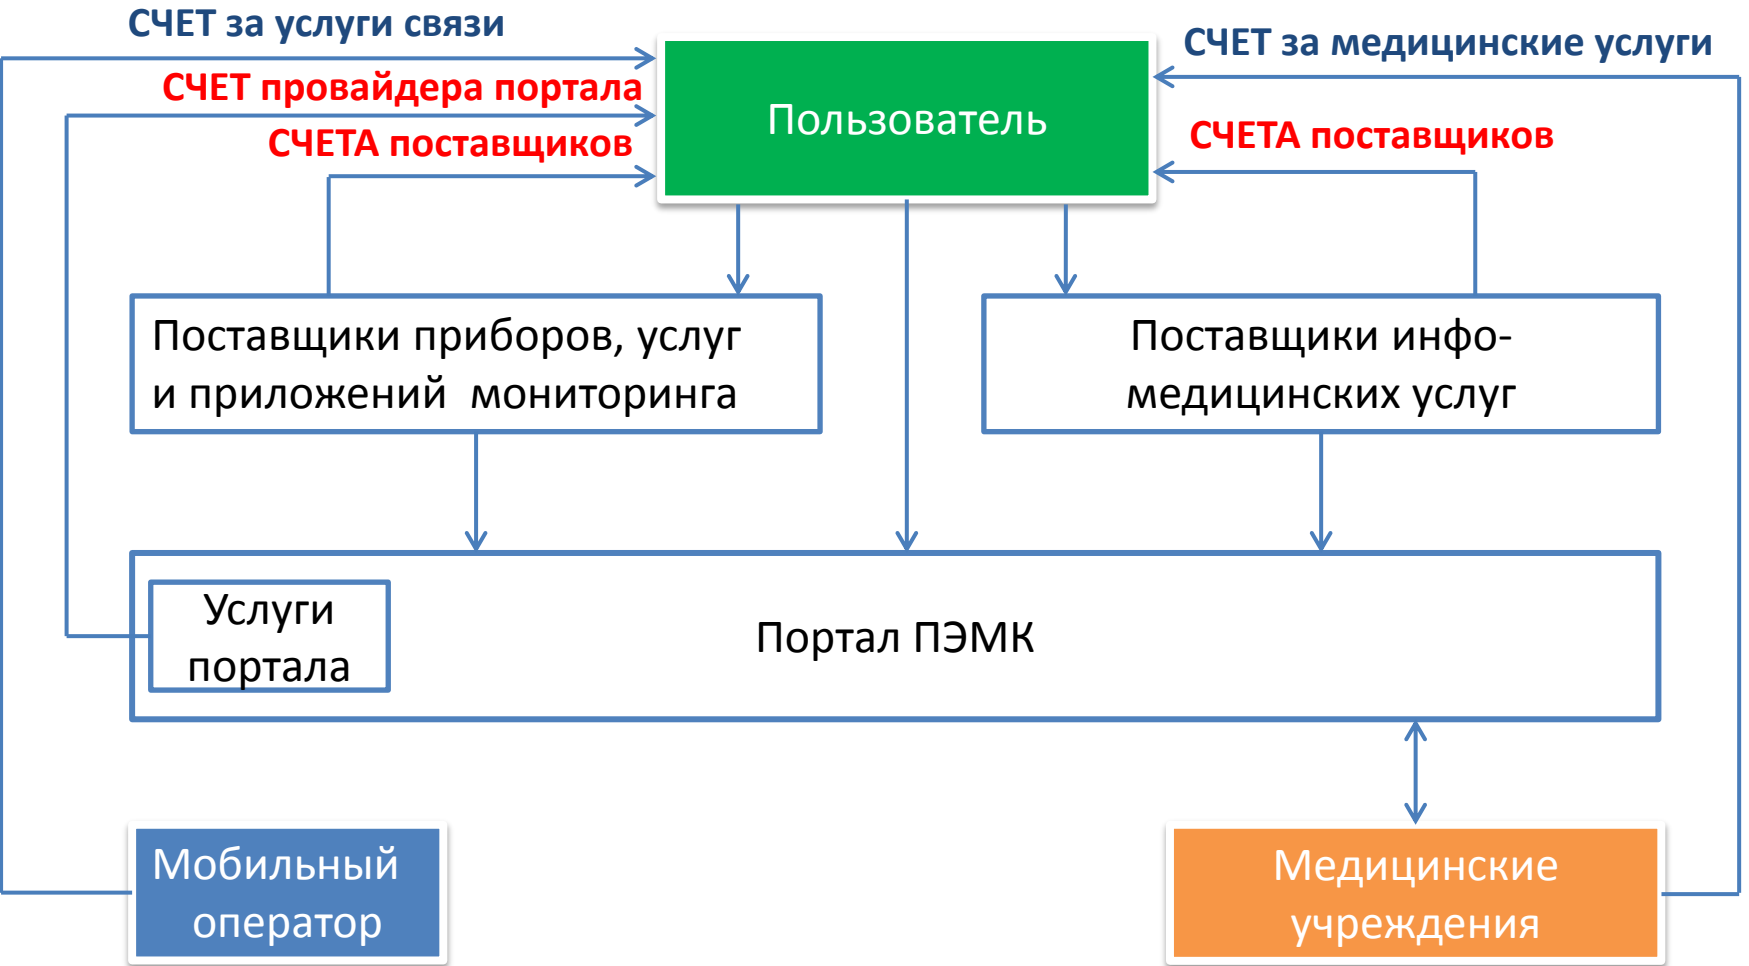 СЧЕТ за услуги связи
СЧЕТ за медицинские услуги
СЧЕТ провайдера портала
СЧЕТА поставщиков
Пользователь
СЧЕТА поставщиков
Поставщики приборов, услуг
и приложений мониторинга
Поставщики инфо-
медицинских услуг
Услуги
портала
Портал ПЭМК
Мобильный
оператор
Медицинские
учреждения